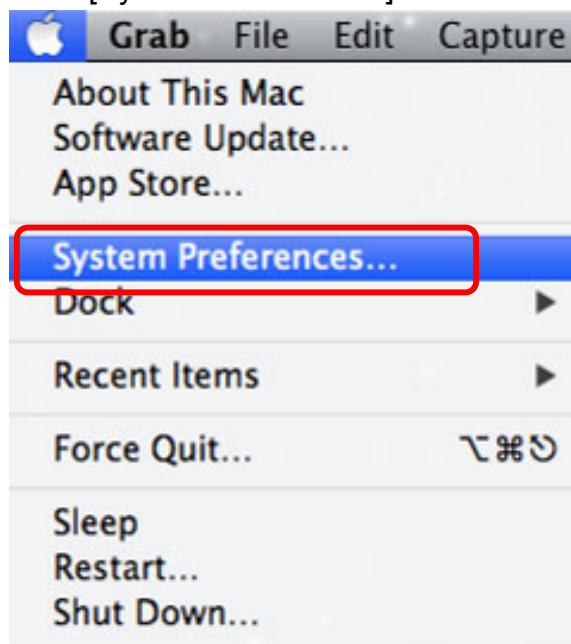 Grab File Edit Capture
About This Mac
Software Update...
App Store...
System Preferences...
Dock ▶
Recent Items ▶
Force Quit... ⌥⌘⎋
Sleep
Restart...
Shut Down...